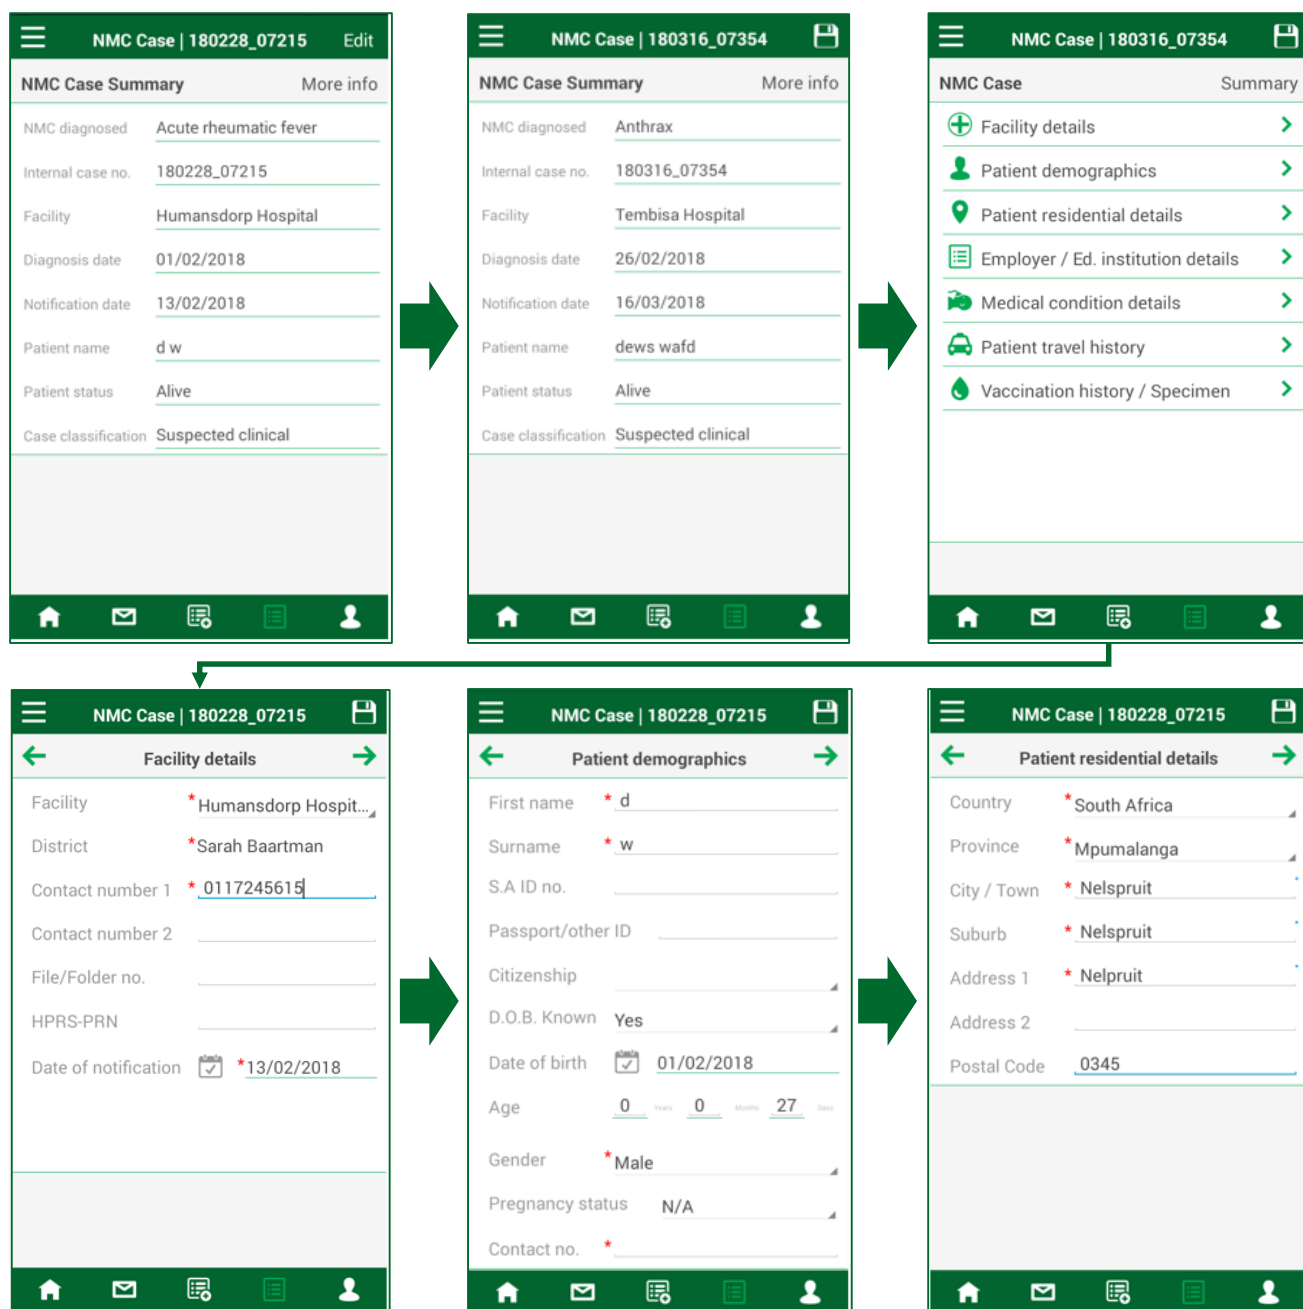 NMC Case | 180228_07215 Edit
NMC Case Summary More info
NMC diagnosed Acute rheumatic fever
Internal case no. 180228_07215
Facility Humansdorp Hospital
Diagnosis date 01/02/2018
Notification date 13/02/2018
Patient name d w
Patient status Alive
Case classification Suspected clinical
NMC Case | 180316_07354
NMC Case Summary More info
NMC diagnosed Anthrax
Internal case no. 180316_07354
Facility Tembisa Hospital
Diagnosis date 26/02/2018
Notification date 16/03/2018
Patient name dews wafd
Patient status Alive
Case classification Suspected clinical
NMC Case | 180316_07354
NMC Case Summary
Facility details
Patient demographics
Patient residential details
Employer / Ed. institution details
Medical condition details
Patient travel history
Vaccination history / Specimen
NMC Case | 180228_07215
Facility details
Facility *Humansdorp Hospit...
District *Sarah Baartman
Contact number 1 * 0117245615
Contact number 2
File/Folder no.
HPRS-PRN
Date of notification *13/02/2018
NMC Case | 180228_07215
Patient demographics
First name * d
Surname * w
S.A ID no.
Passport/other ID
Citizenship
D.O.B. Known Yes
Date of birth 01/02/2018
Age 0 Years 0 Months 27 Days
Gender *Male
Pregnancy status N/A
Contact no. *
NMC Case | 180228_07215
Patient residential details
Country *South Africa
Province *Mpumalanga
City / Town * Nelspruit
Suburb * Nelspruit
Address 1 * Nelpruit
Address 2
Postal Code 0345